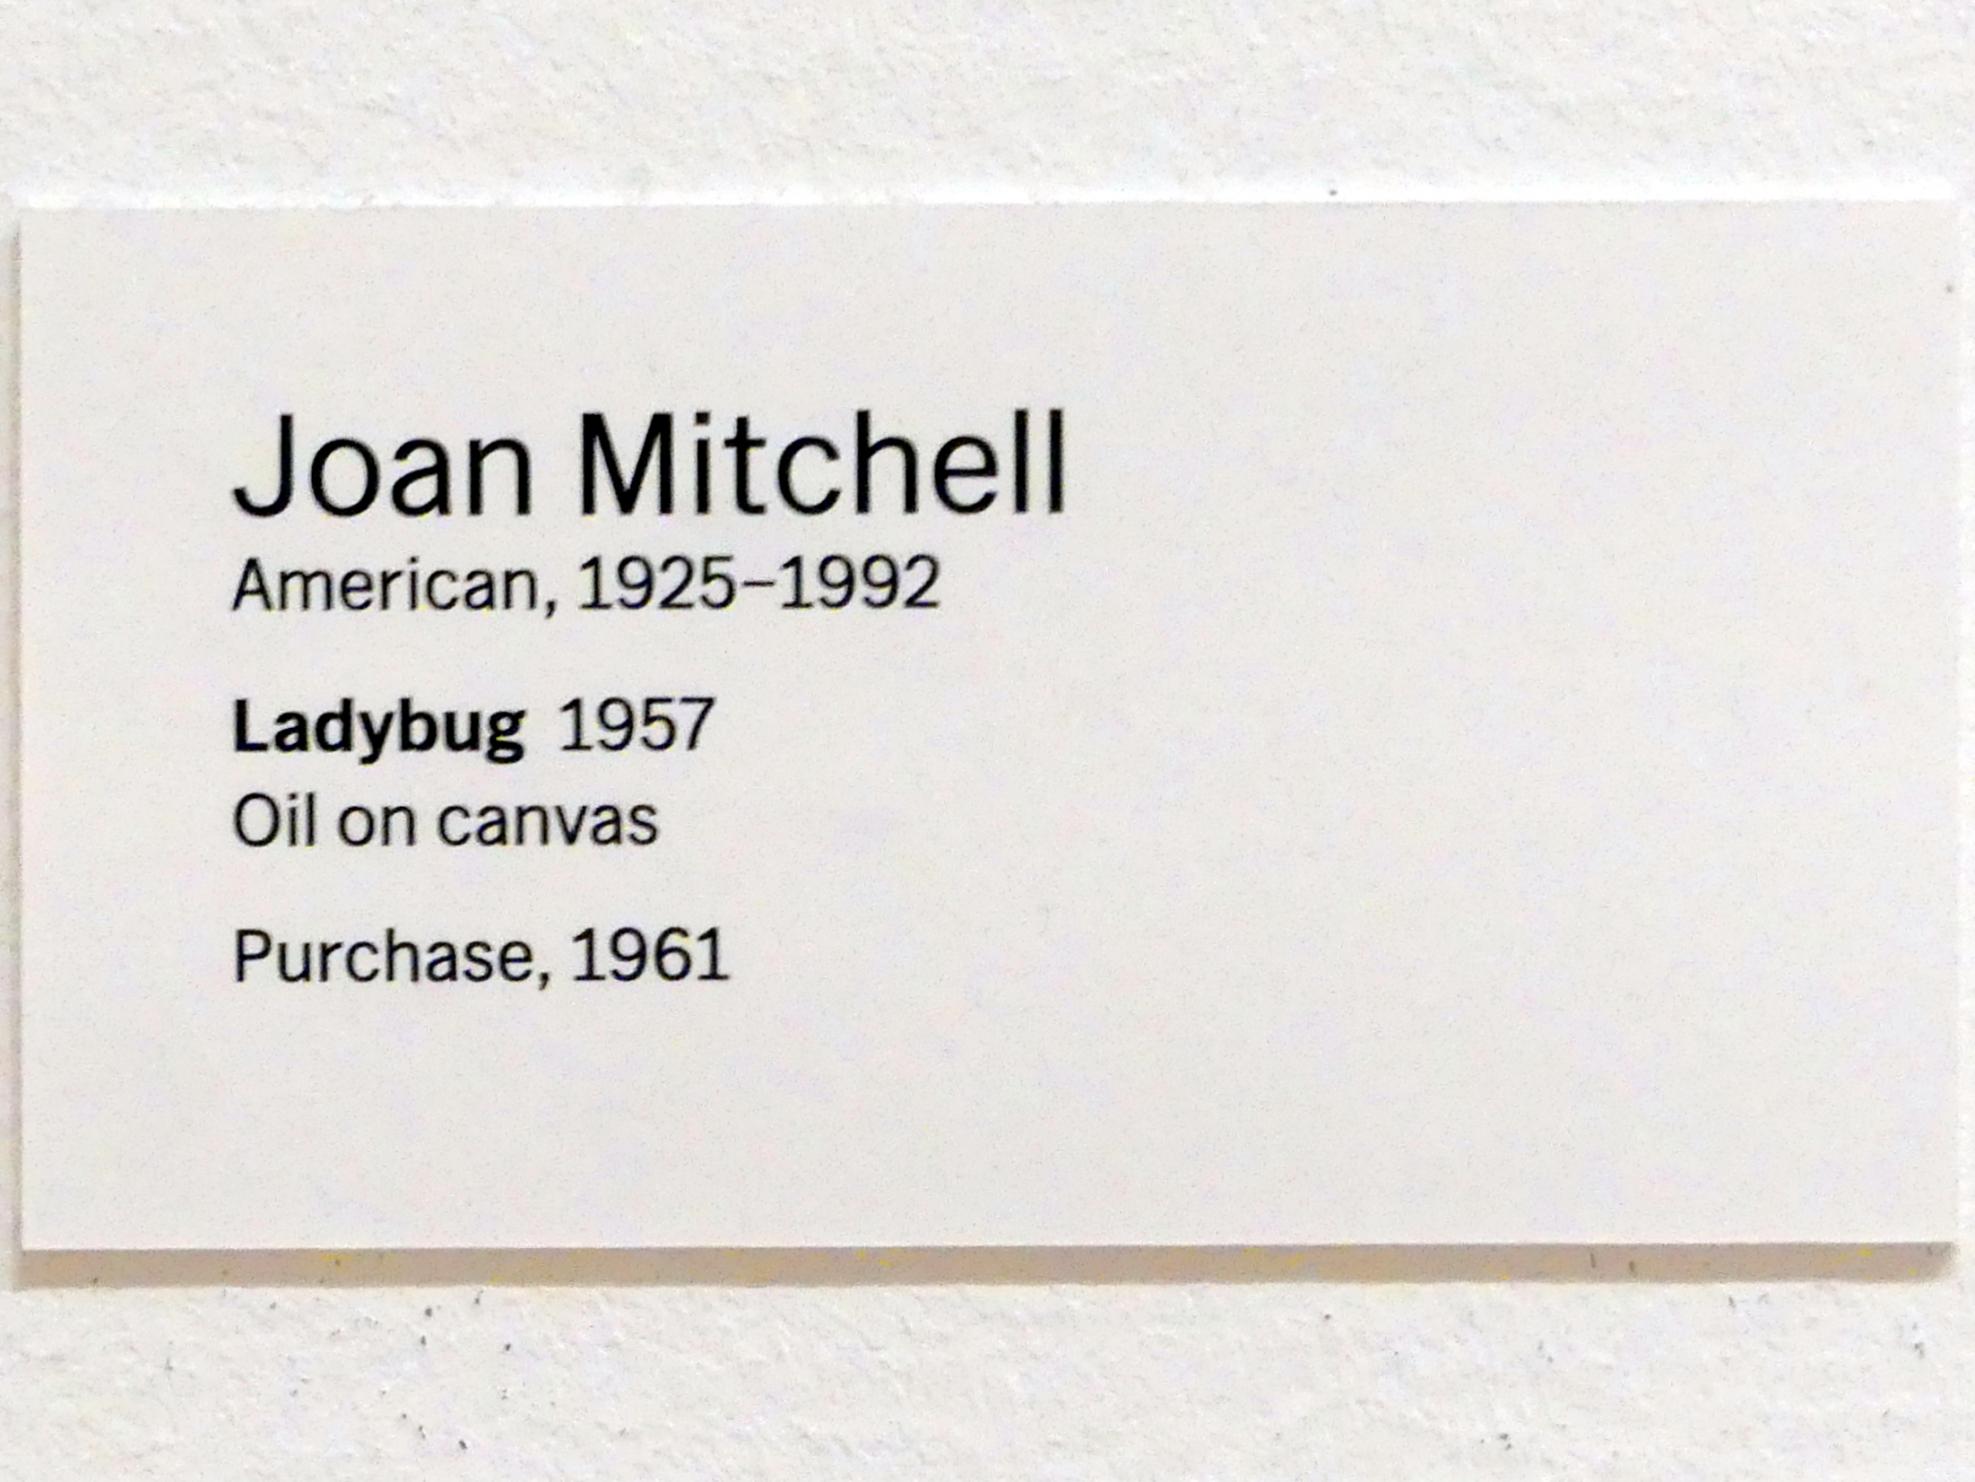 Joan Mitchell
American, 1925–1992
Ladybug 1957
Oil on canvas
Purchase, 1961